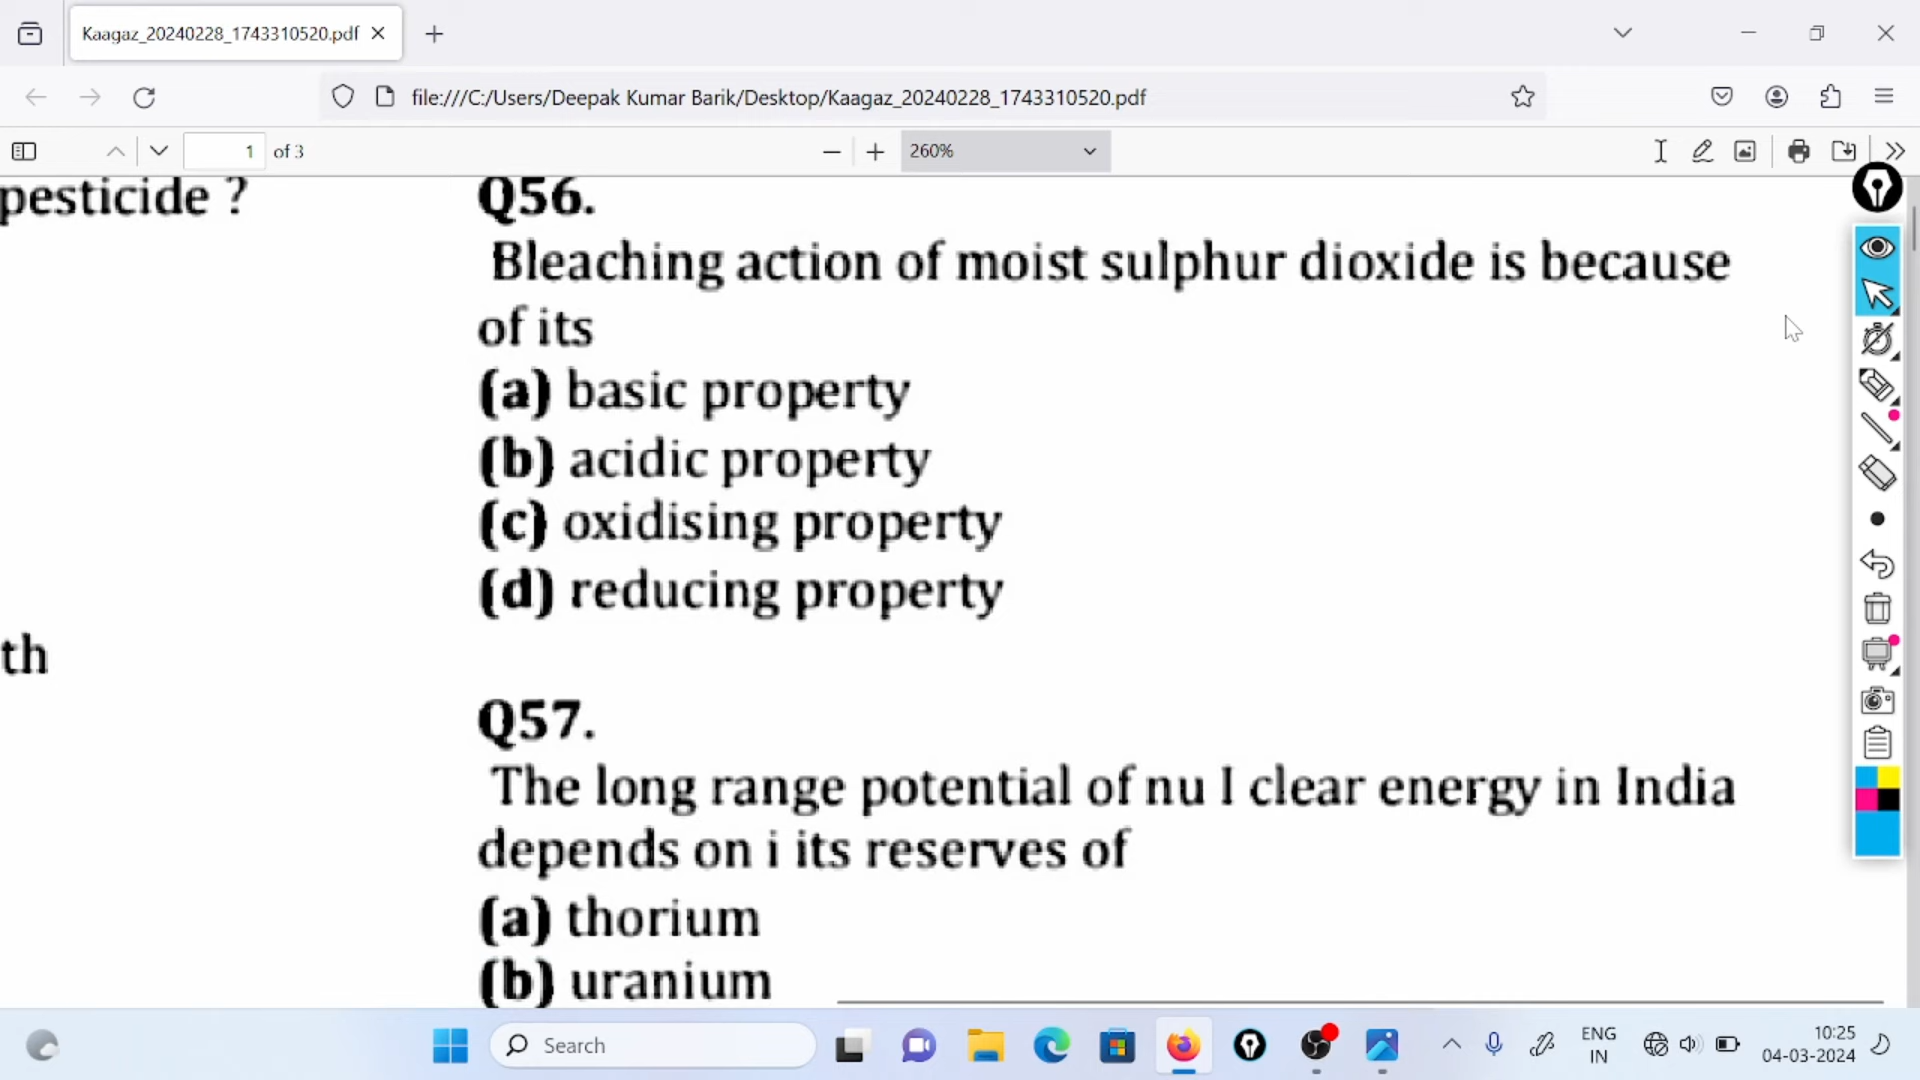 Kaagaz_20240228_1743310520.pdf
file:///C:/Users/Deepak Kumar Barik/Desktop/Kaagaz_20240228_1743310520.pdf
1 of 3
260%
pesticide ?
th
Q56.
Bleaching action of moist sulphur dioxide is because
of its
(a) basic property
(b) acidic property
(c) oxidising property
(d) reducing property
Q57.
The long range potential of nu I clear energy in India
depends on i its reserves of
(a) thorium
(b) uranium
Search
ENG
IN
10:25
04-03-2024